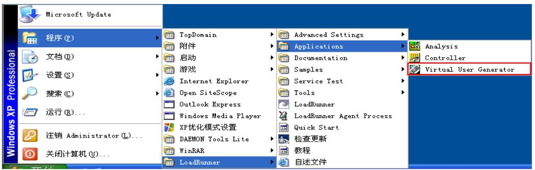 Windows XP Professional
Microsoft Update
程序(P)
文档(D)
设置(S)
搜索(C)
运行(R)...
注销 Administrator(L)...
关闭计算机(U)...
TopDomain
附件
启动
游戏
Internet Explorer
Open SiteScope
Outlook Express
Windows Media Player
XP优化模式设置
DAEMON Tools Lite
WinRAR
LoadRunner
Advanced Settings
Applications
Documentation
Samples
Service Test
Tools
LoadRunner
LoadRunner Agent Process
Quick Start
检查更新
教程
自述文件
Analysis
Controller
Virtual User Generator